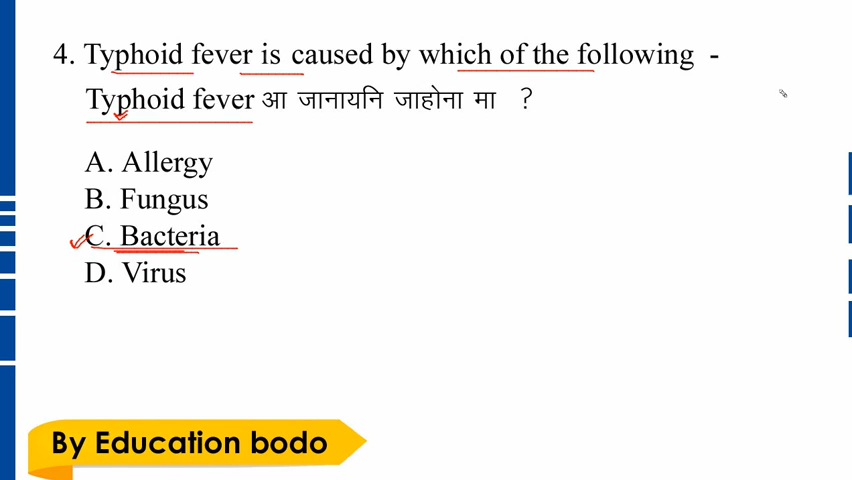 4. Typhoid fever is caused by which of the following -
Typhoid fever आ जानायनि जाहोना मा ?
A. Allergy
B. Fungus
C. Bacteria
D. Virus
By Education bodo